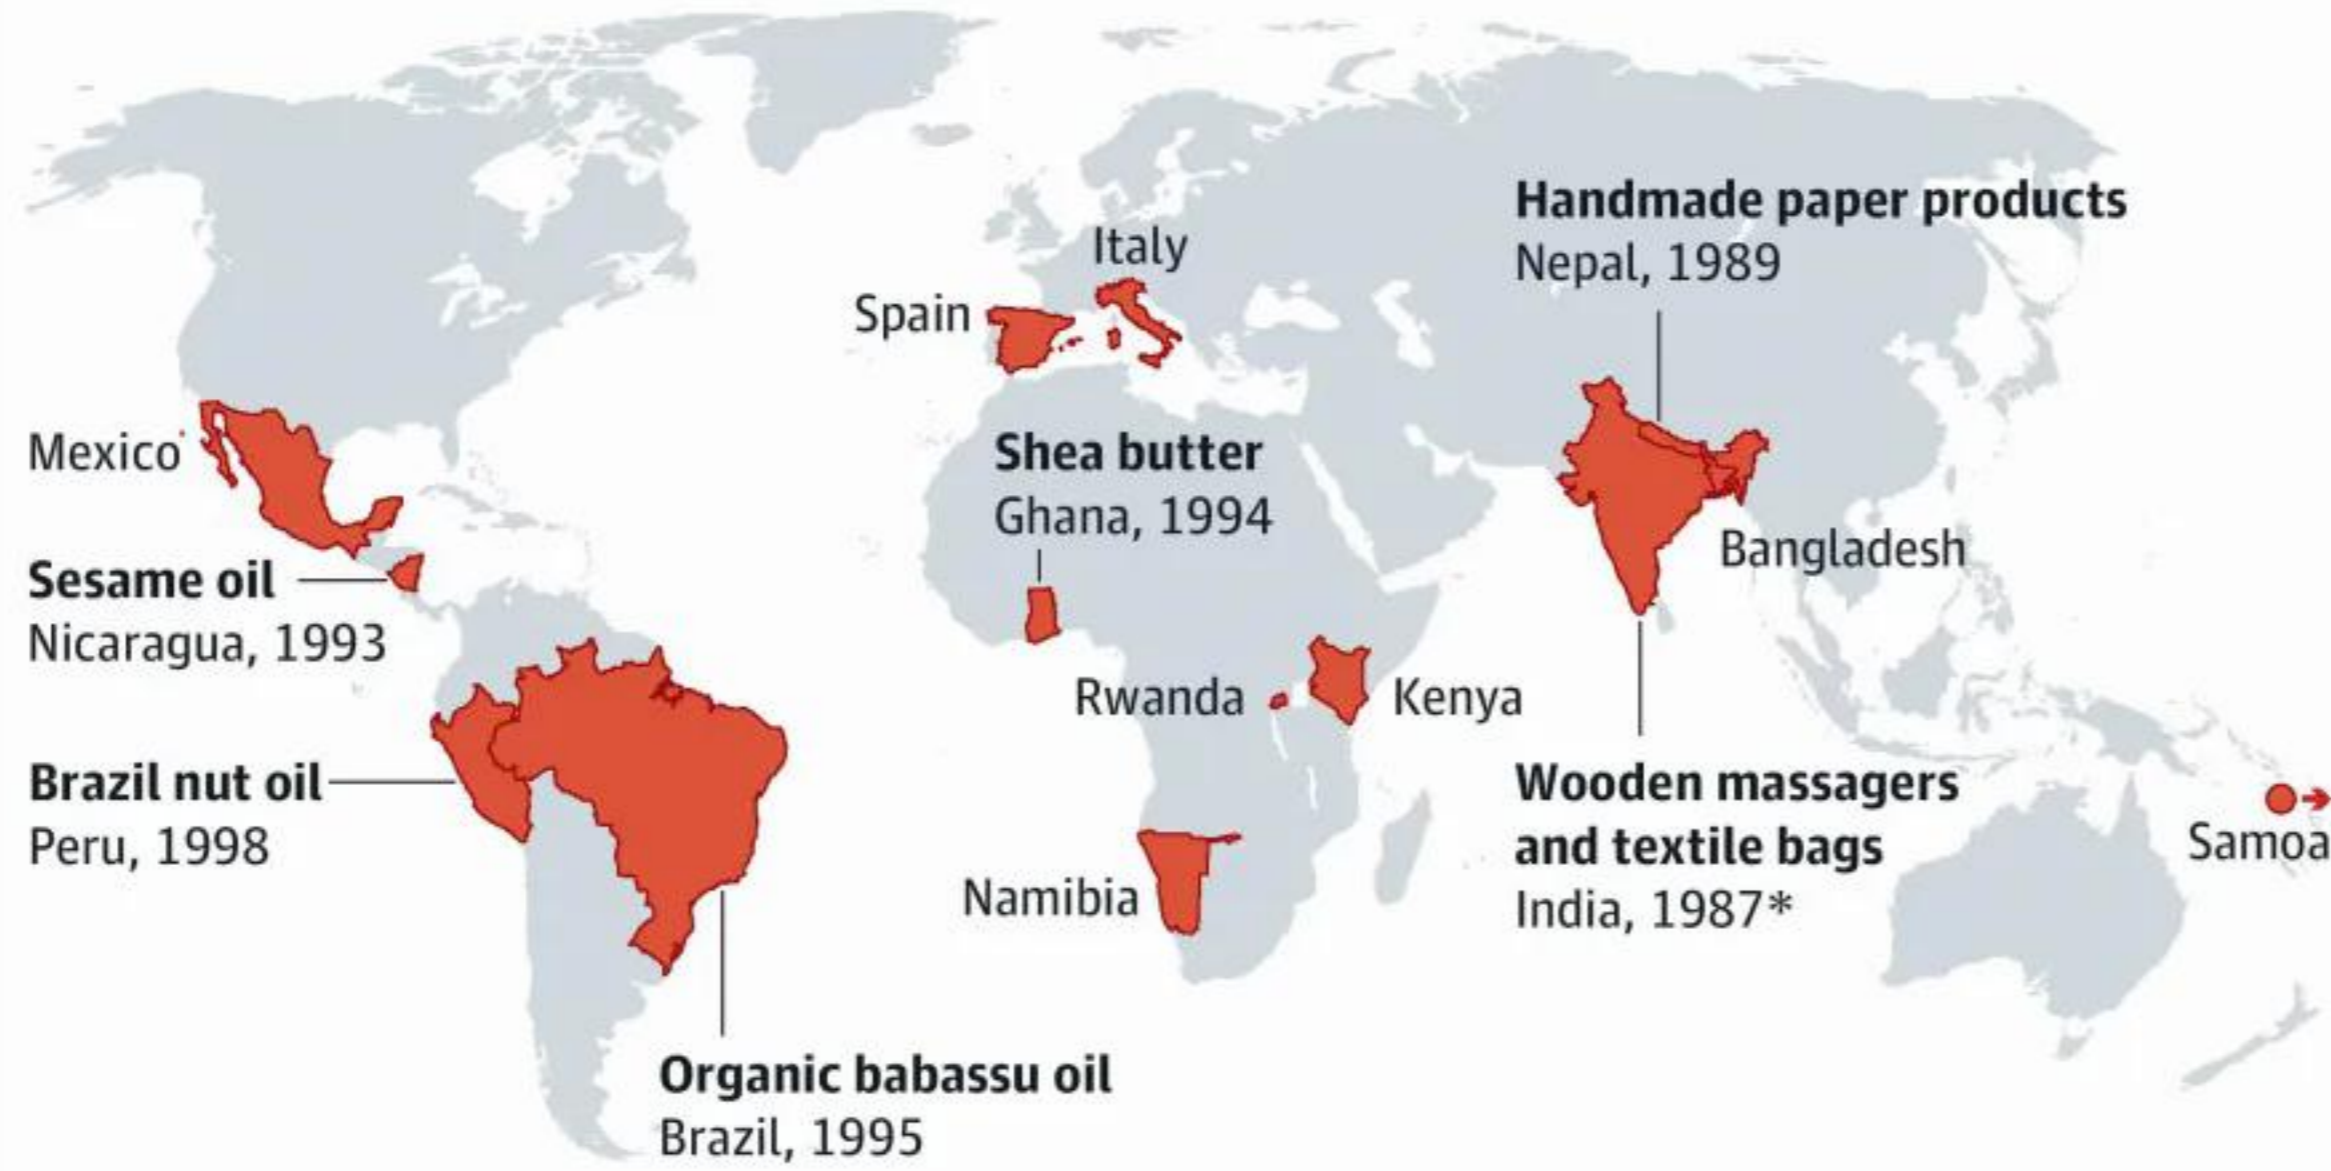 Handmade paper products
Nepal, 1989
Italy
Spain
Mexico
Shea butter
Ghana, 1994
Bangladesh
Sesame oil
Nicaragua, 1993
Rwanda
Kenya
Brazil nut oil
Peru, 1998
Wooden massagers
and textile bags
India, 1987*
Samoa
Namibia
Organic babassu oil
Brazil, 1995